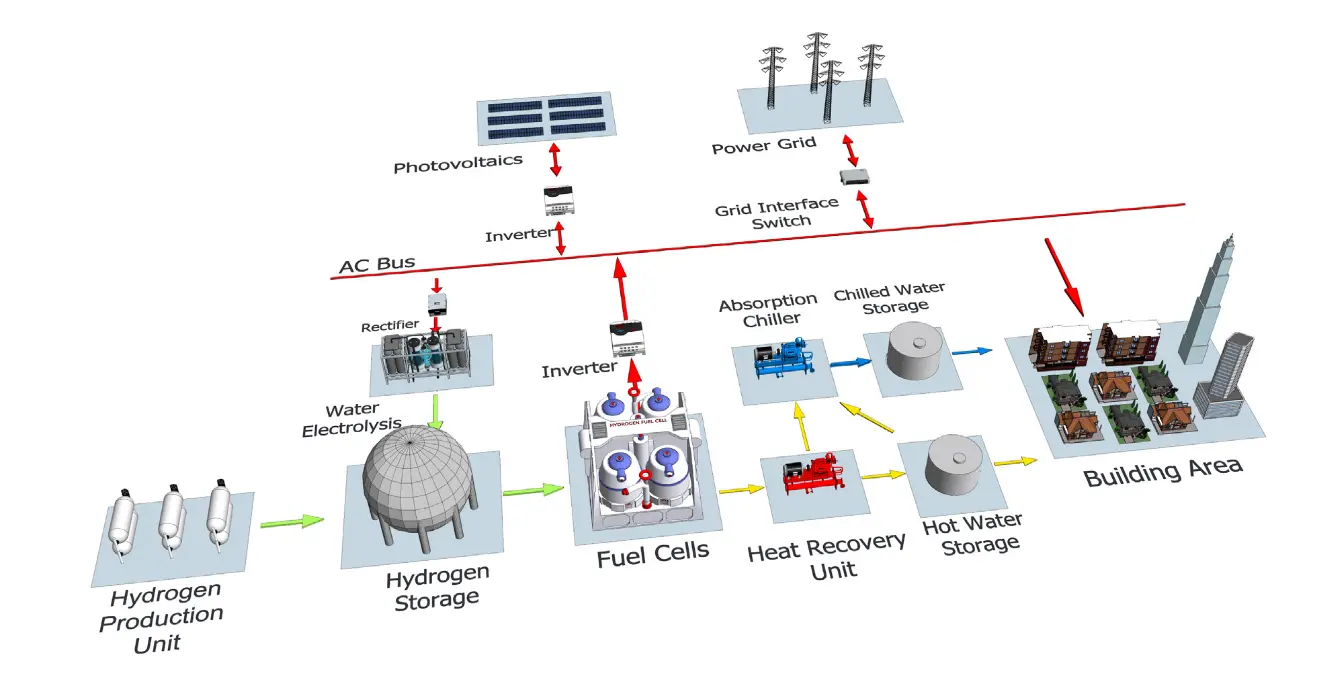 Photovoltaics
Power Grid
Inverter
Grid Interface
Switch
AC Bus
Rectifier
Absorption
Chiller
Chilled Water
Storage
Inverter
Water
Electrolysis
HYDROGEN FUEL CELL
Building Area
Hydrogen
Production
Unit
Hydrogen
Storage
Fuel Cells
Heat Recovery
Unit
Hot Water
Storage